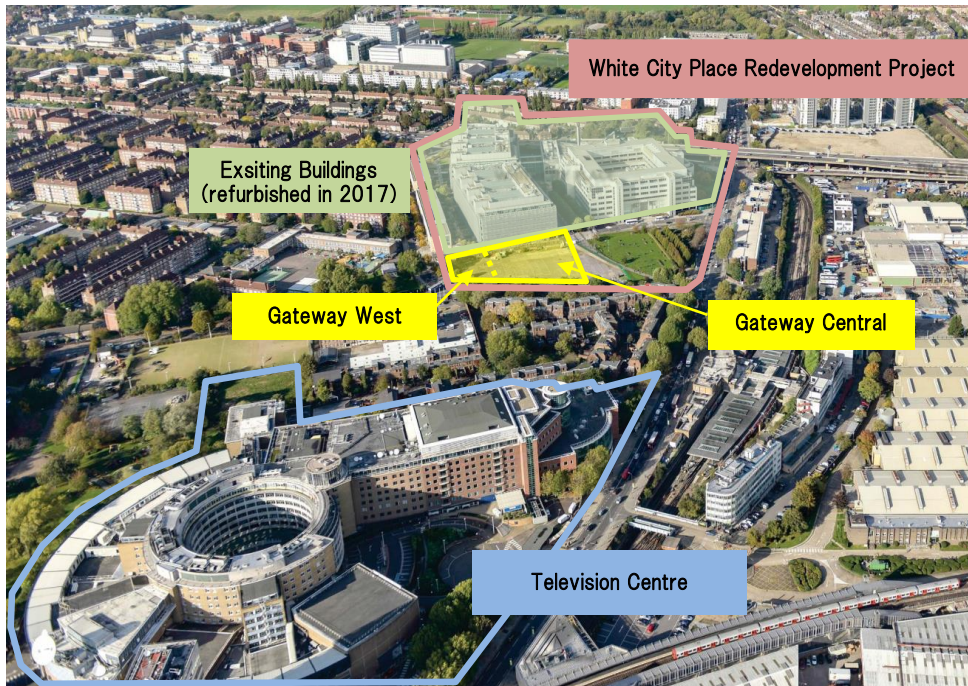 White City Place Redevelopment Project
Exsiting Buildings
(refurbished in 2017)
Gateway West
Gateway Central
Television Centre